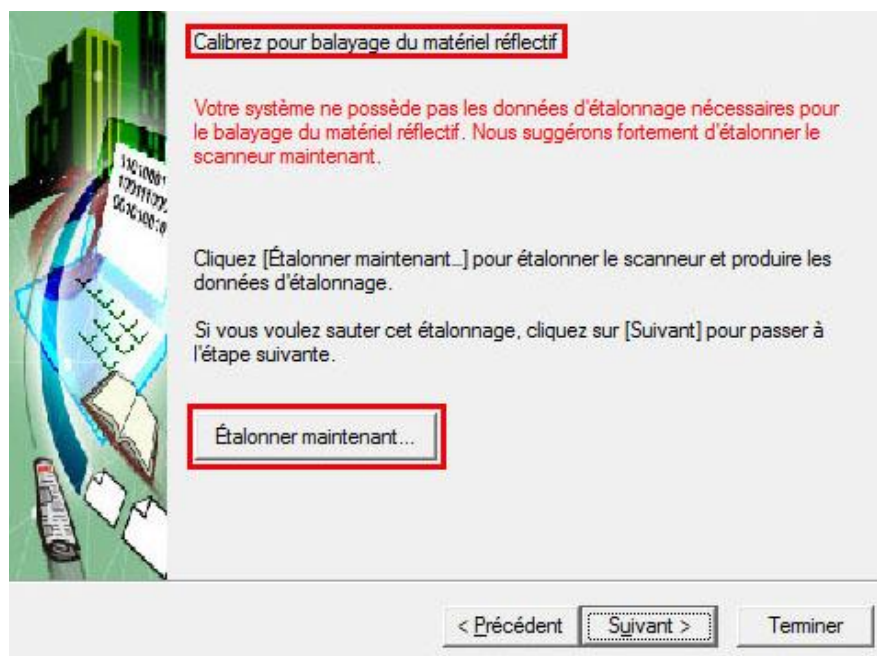 Calibrez pour balayage du matériel réflectif
Votre système ne possède pas les données d'étalonnage nécessaires pour
le balayage du matériel réflectif. Nous suggérons fortement d'étalonner le
scanneur maintenant.
Cliquez [Étalonner maintenant...] pour étalonner le scanneur et produire les
données d'étalonnage.
Si vous voulez sauter cet étalonnage, cliquez sur [Suivant] pour passer à
l'étape suivante.
Étalonner maintenant...
< Précédent
Suivant >
Terminer